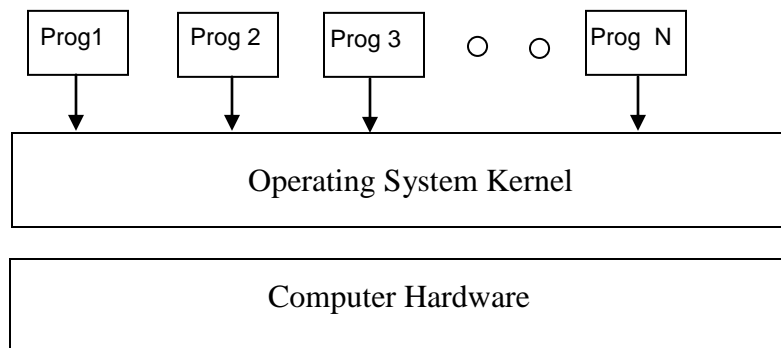 Prog1
Prog 2
Prog 3
Prog N
Operating System Kernel
Computer Hardware